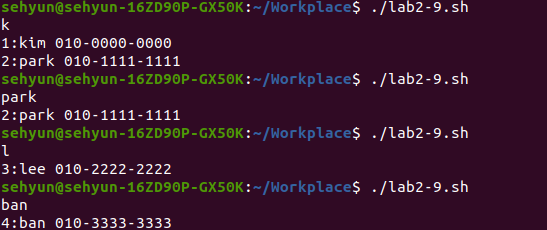 sehyun@sehyun-16ZD90P-GX50K:~/Workplace$ ./lab2-9.sh
k
1:kim 010-0000-0000
2:park 010-1111-1111
sehyun@sehyun-16ZD90P-GX50K:~/Workplace$ ./lab2-9.sh
park
2:park 010-1111-1111
sehyun@sehyun-16ZD90P-GX50K:~/Workplace$ ./lab2-9.sh
l
3:lee 010-2222-2222
sehyun@sehyun-16ZD90P-GX50K:~/Workplace$ ./lab2-9.sh
ban
4:ban 010-3333-3333